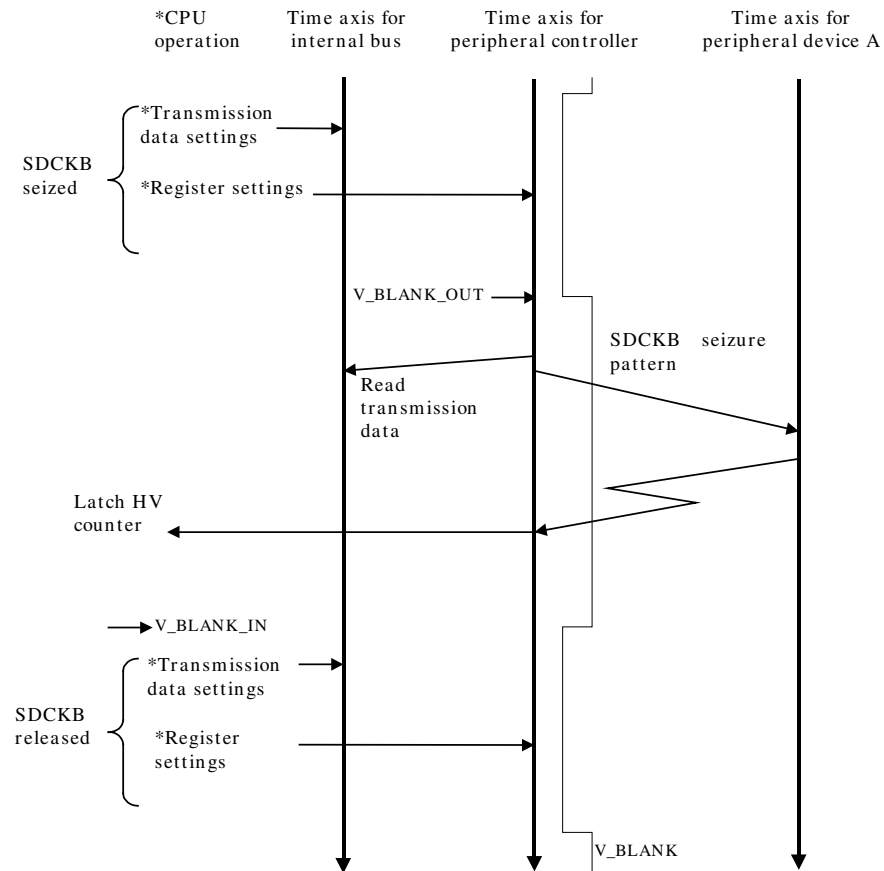 *CPU
operation
Time axis for
internal bus
Time axis for
peripheral controller
Time axis for
peripheral device A
*Transmission
data settings
SDCKB
seized
*Register settings
V_BLANK_OUT
SDCKB seizure
pattern
Read
transmission
data
Latch HV
counter
V_BLANK_IN
*Transmission
data settings
SDCKB
released
*Register
settings
V_BLANK